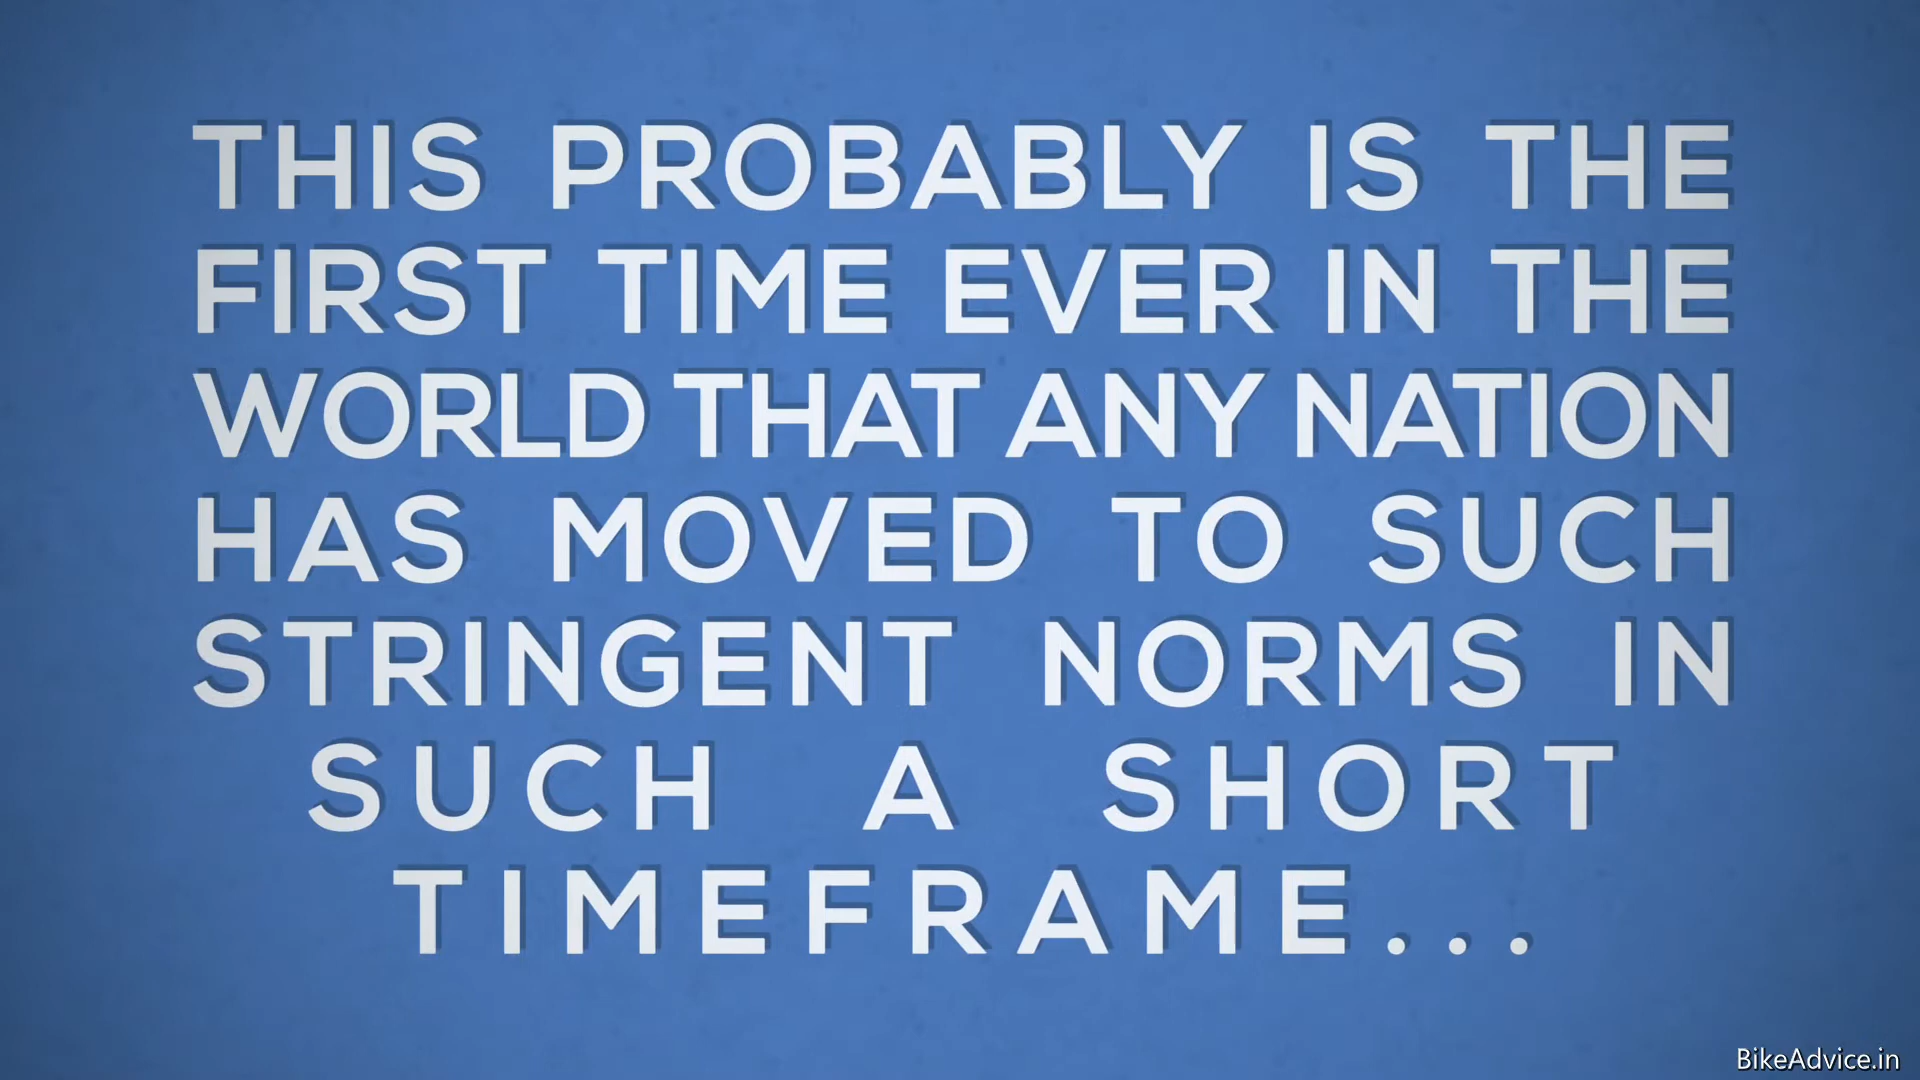 THIS PROBABLY IS THE
FIRST TIME EVER IN THE
WORLD THAT ANY NATION
HAS MOVED TO SUCH
STRINGENT NORMS IN
SUCH A SHORT
TIMEFRAME...
BikeAdvice.in